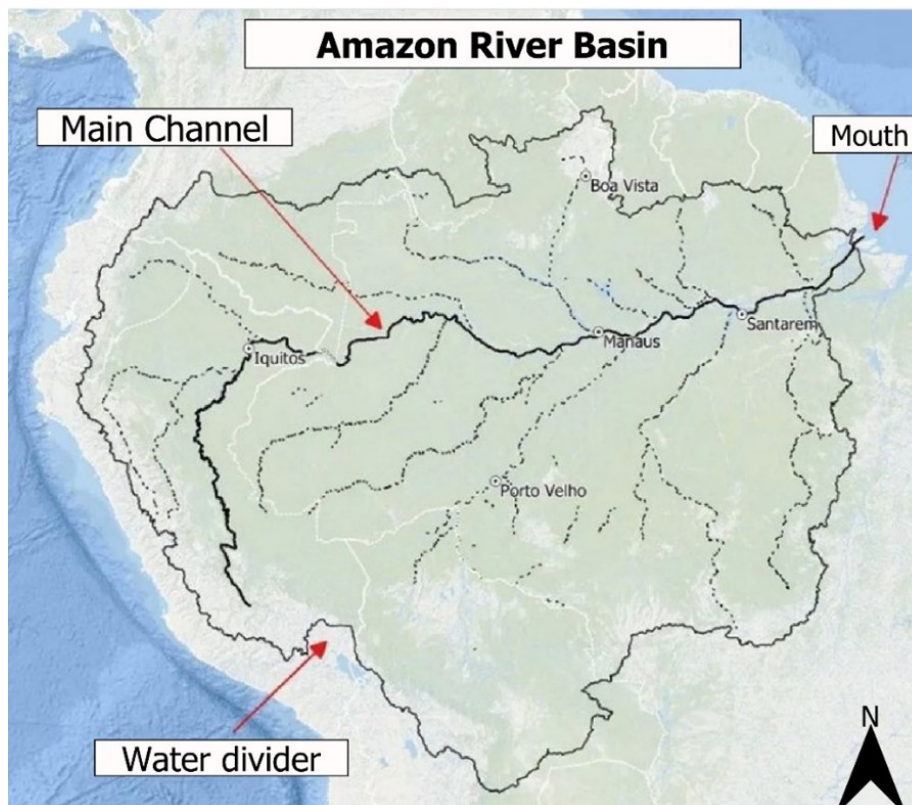 Amazon River Basin
Main Channel
Mouth
Boa Vista
Santarem
Manaus
Iquitos
Porto Velho
N
Water divider